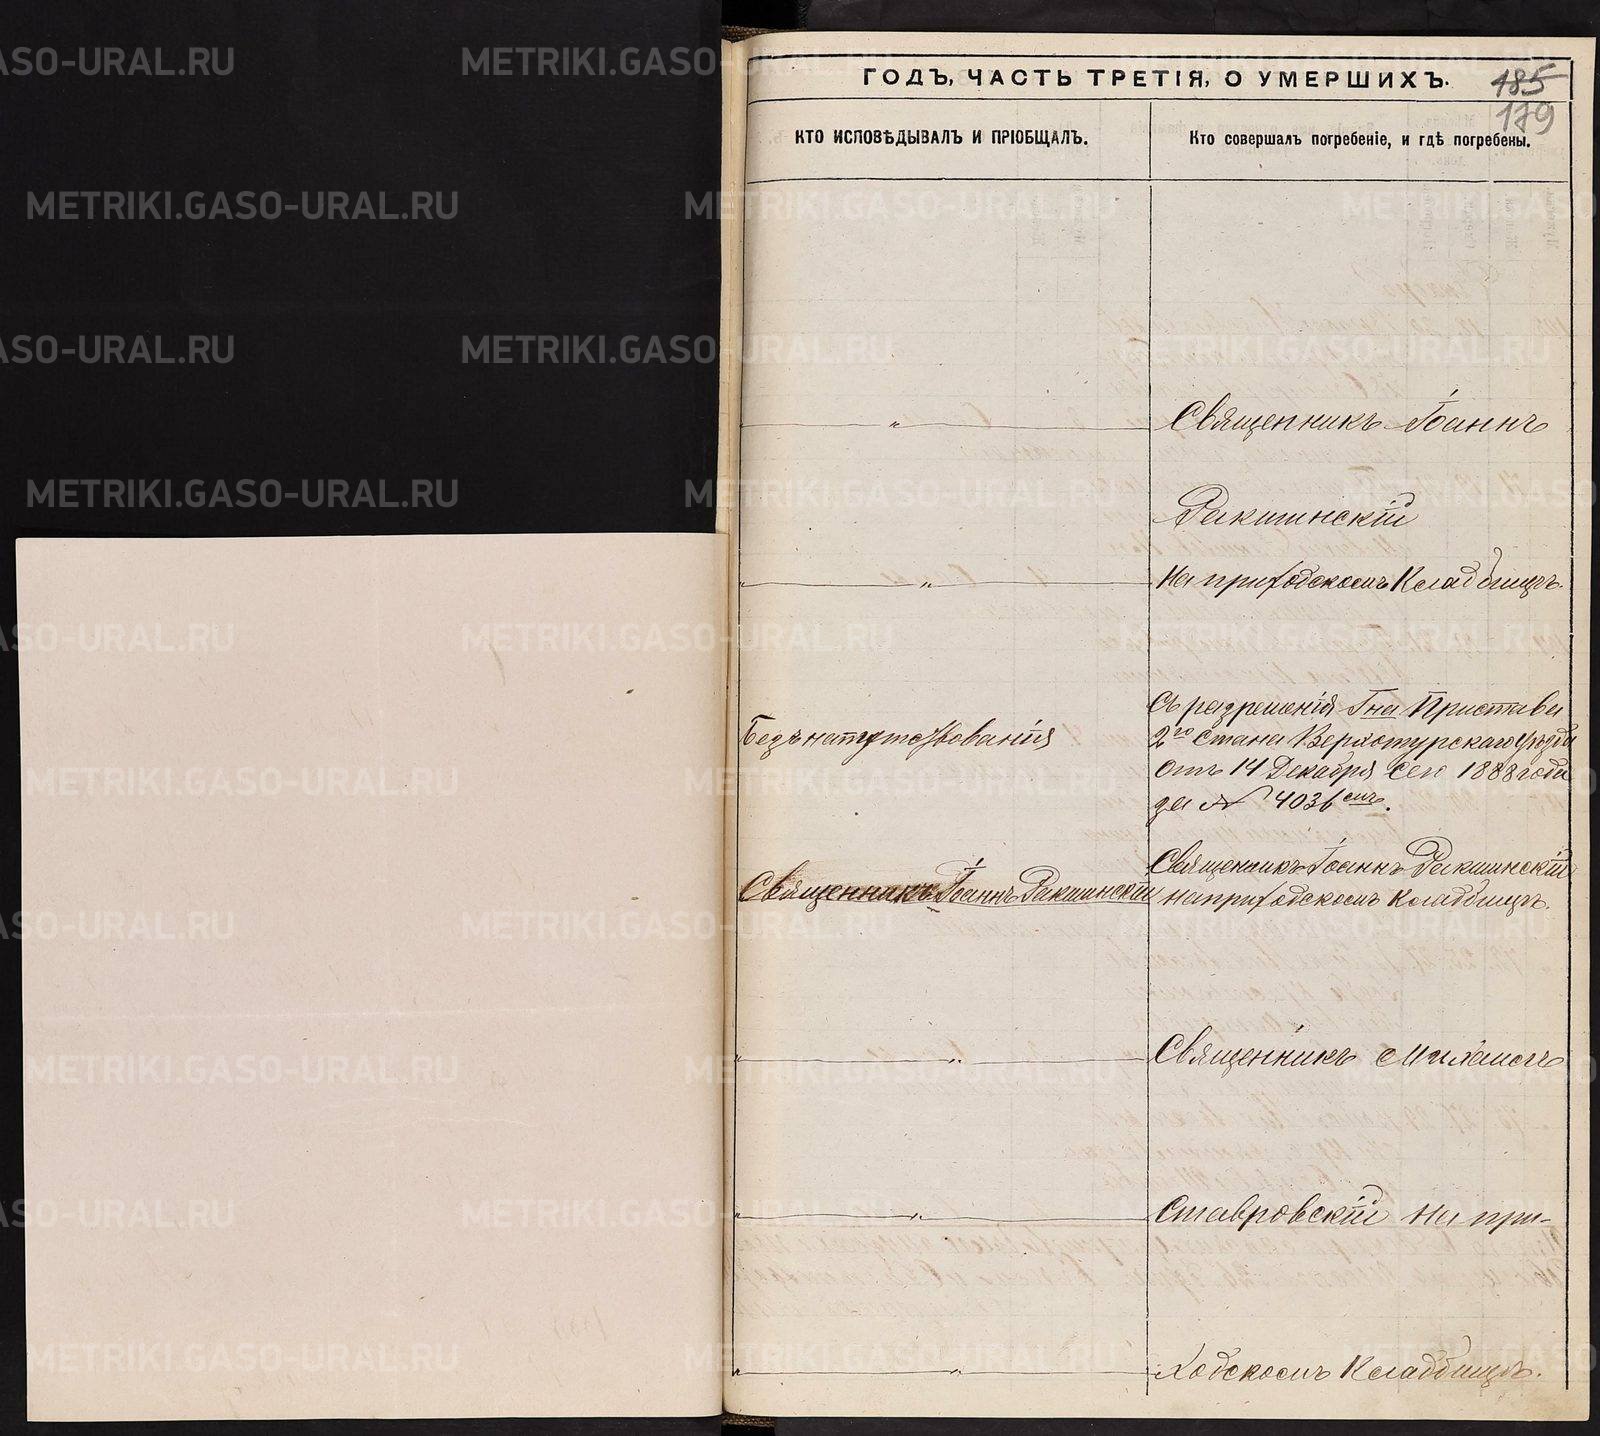 ГОДЪ, ЧАСТЬ ТРЕТІЯ, О УМЕРШИХЪ.
185
179
КТО ИСПОВѢДЫВАЛЪ И ПРІОБЩАЛЪ.
Кто совершалъ погребеніе, и гдѣ погребены.
Священникъ Іоаннъ
Ракшинскій
На приходскомъ Кладбищѣ.
Безъ напутствованія
Съ разрешенія Гна Пристава
2го Стана Верхотурскаго Уѣзда
Отъ 14 Декабря сего 1888 года
за № 4036 емъ.
Священникъ Іоаннъ Ракшинскій
Священникъ Іоаннъ Ракшинскій
на приходскомъ Кладбищѣ.
Священникъ Михаилъ
Ставровскій На при-
ходскомъ Кладбищѣ.
METRIKI.GASO-URAL.RU